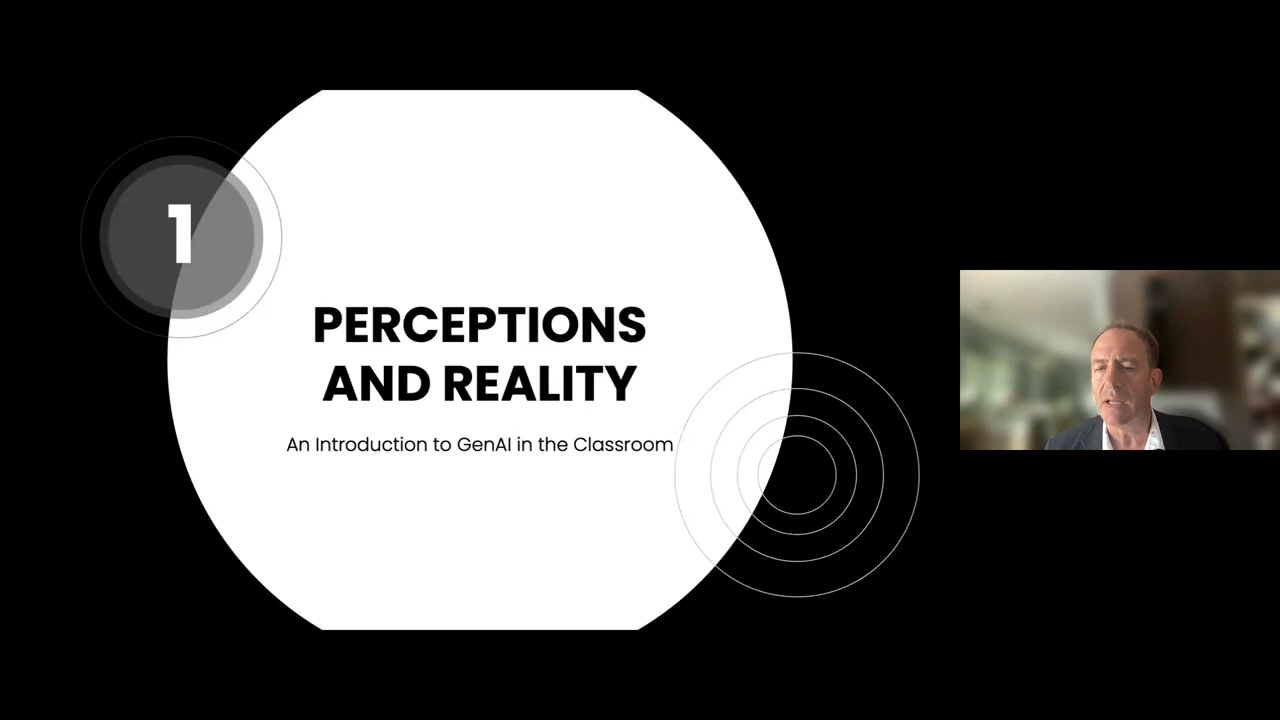 1
PERCEPTIONS
AND REALITY
An Introduction to GenAI in the Classroom